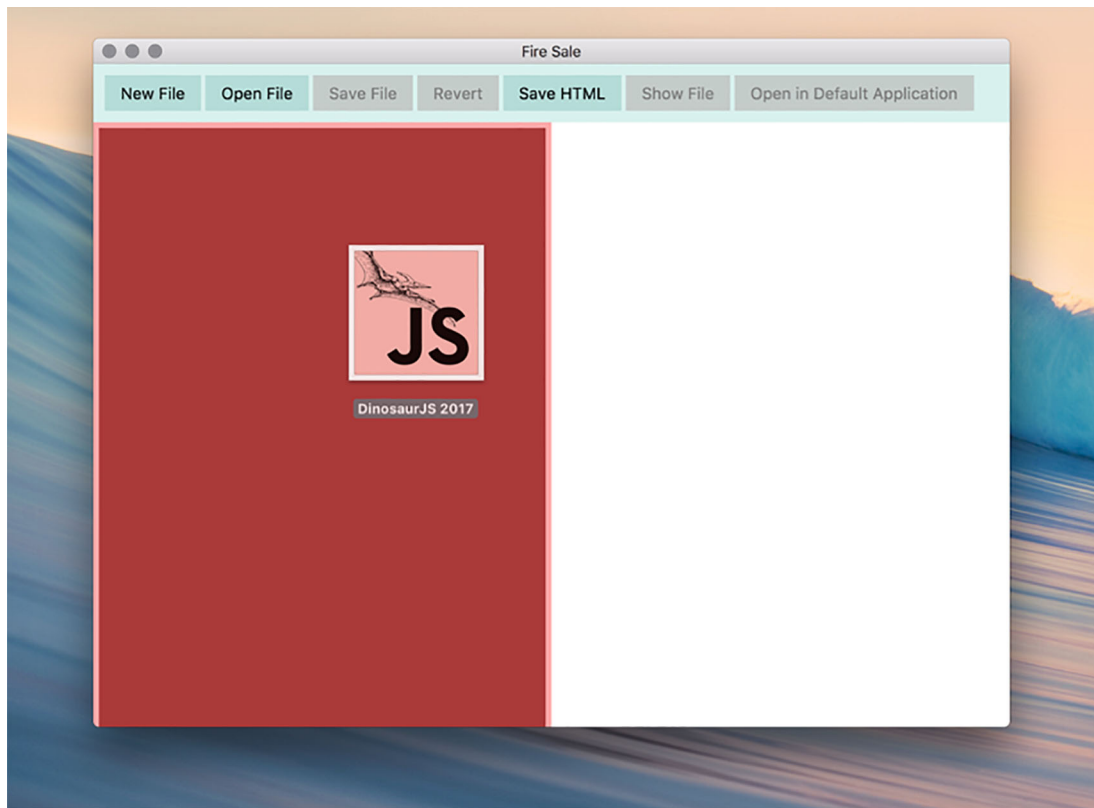 Fire Sale
New File Open File Save File Revert Save HTML Show File Open in Default Application
JS
DinosaurJS 2017